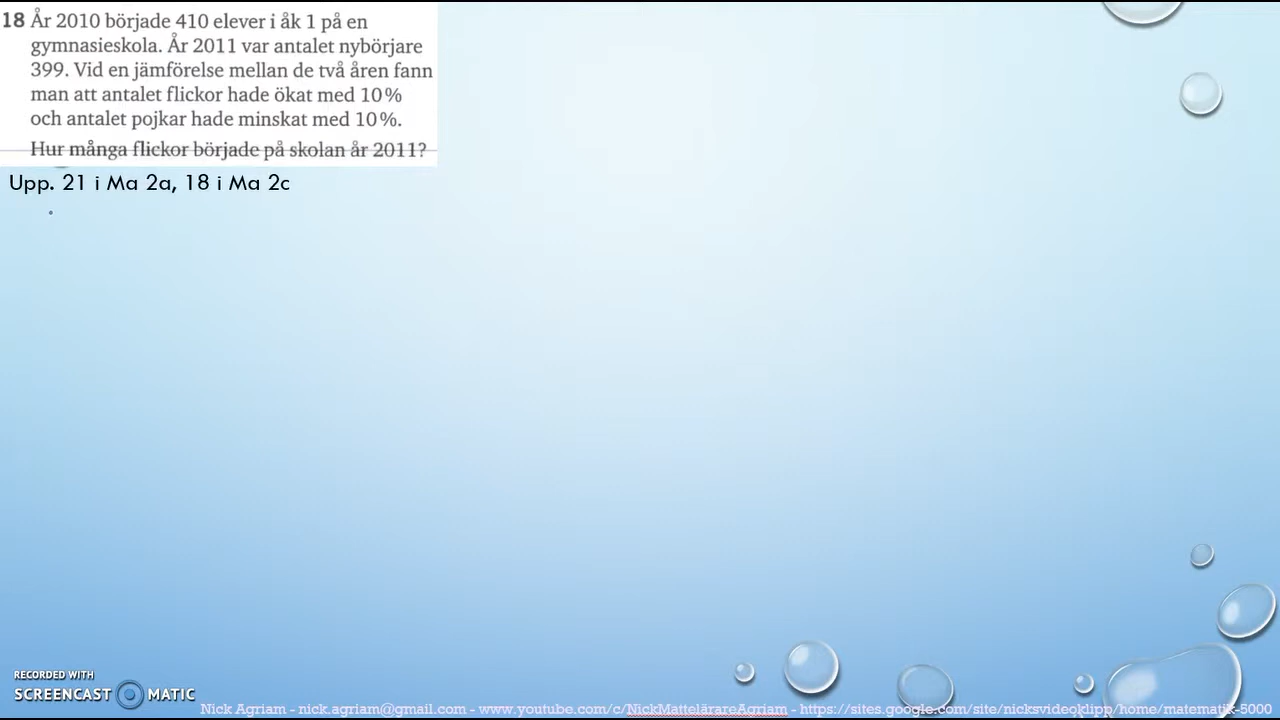 18 År 2010 började 410 elever i åk 1 på en
gymnasieskola. År 2011 var antalet nybörjare
399. Vid en jämförelse mellan de två åren fann
man att antalet flickor hade ökat med 10%
och antalet pojkar hade minskat med 10%.
Hur många flickor började på skolan år 2011?
Upp. 21 i Ma 2a, 18 i Ma 2c
RECORDED WITH
SCREENCAST MATIC
Nick Agriam - nick.agriam@gmail.com - www.youtube.com/c/NickMattelärareAgriam - https://sites.google.com/site/nicksvideoklipp/home/matematik-5000